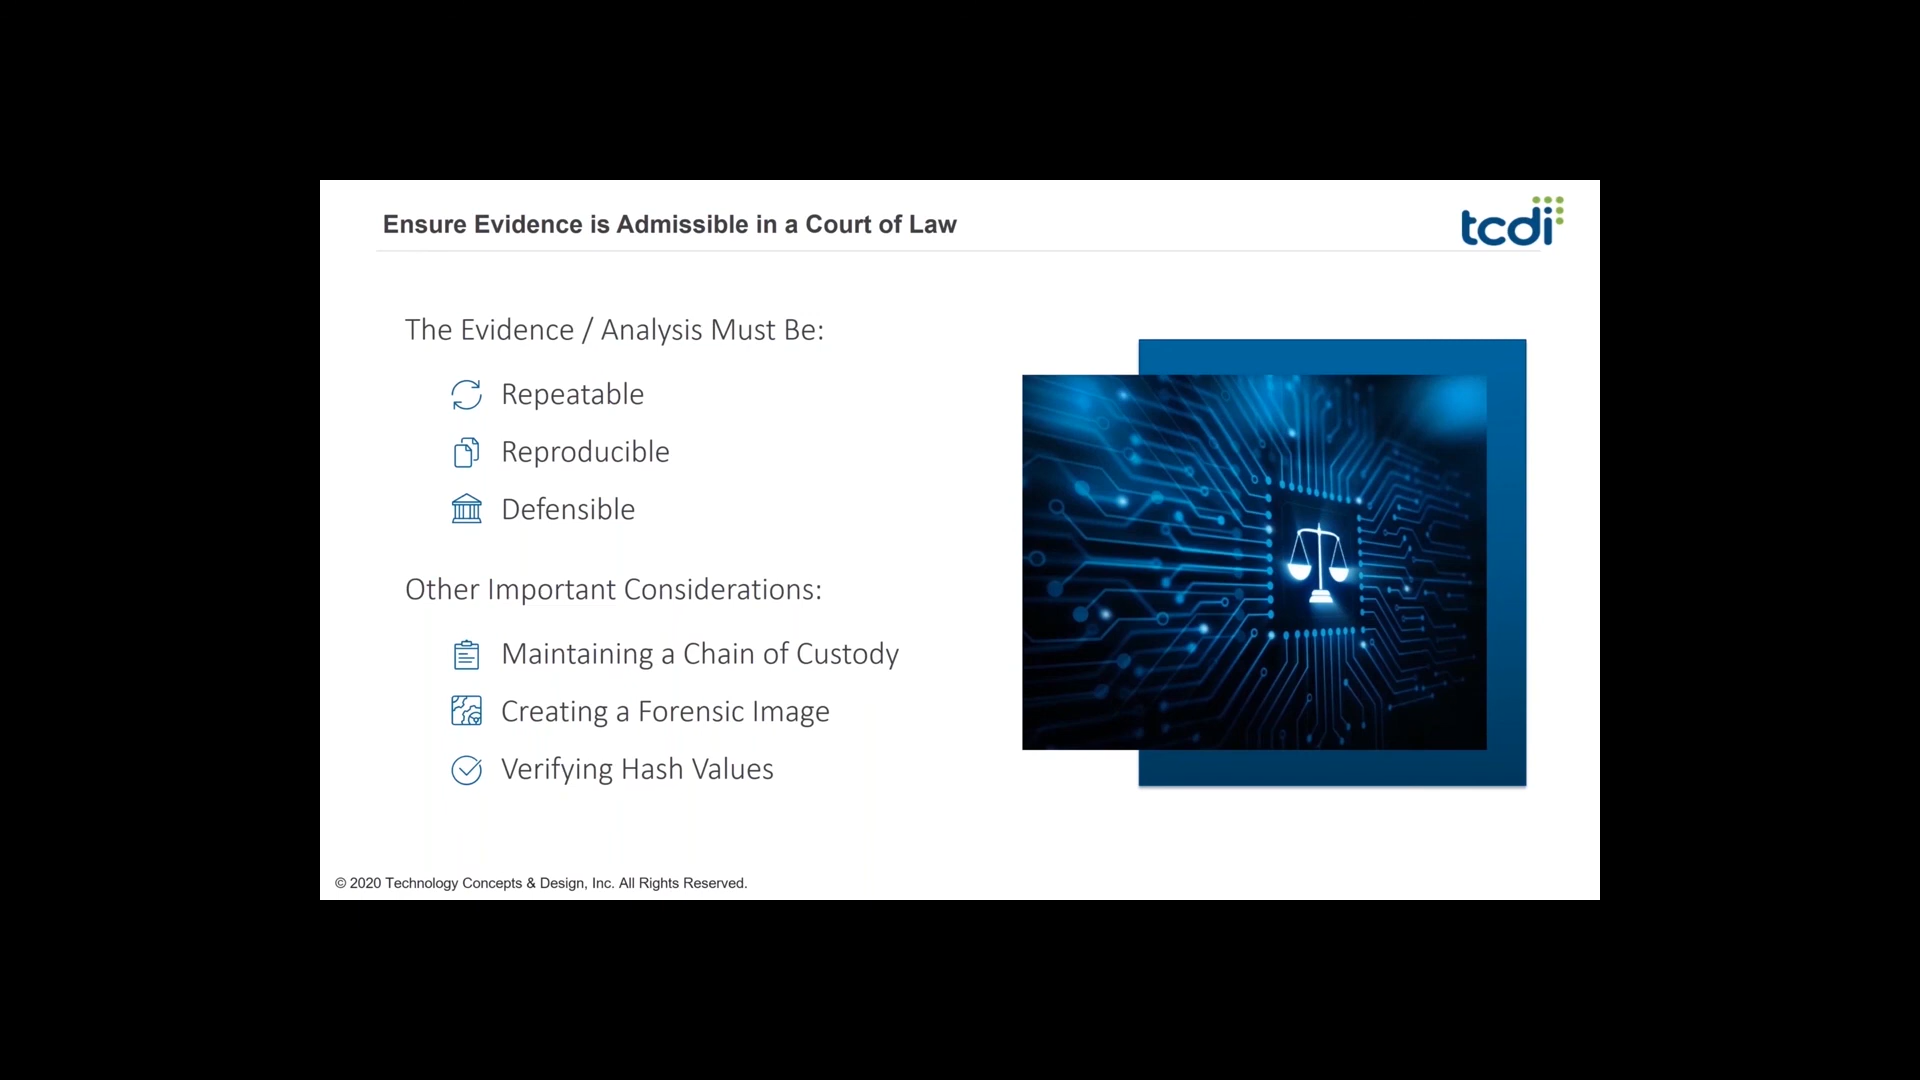 Ensure Evidence is Admissible in a Court of Law
tcdi
The Evidence / Analysis Must Be:
Repeatable
Reproducible
Defensible
Other Important Considerations:
Maintaining a Chain of Custody
Creating a Forensic Image
Verifying Hash Values
© 2020 Technology Concepts & Design, Inc. All Rights Reserved.